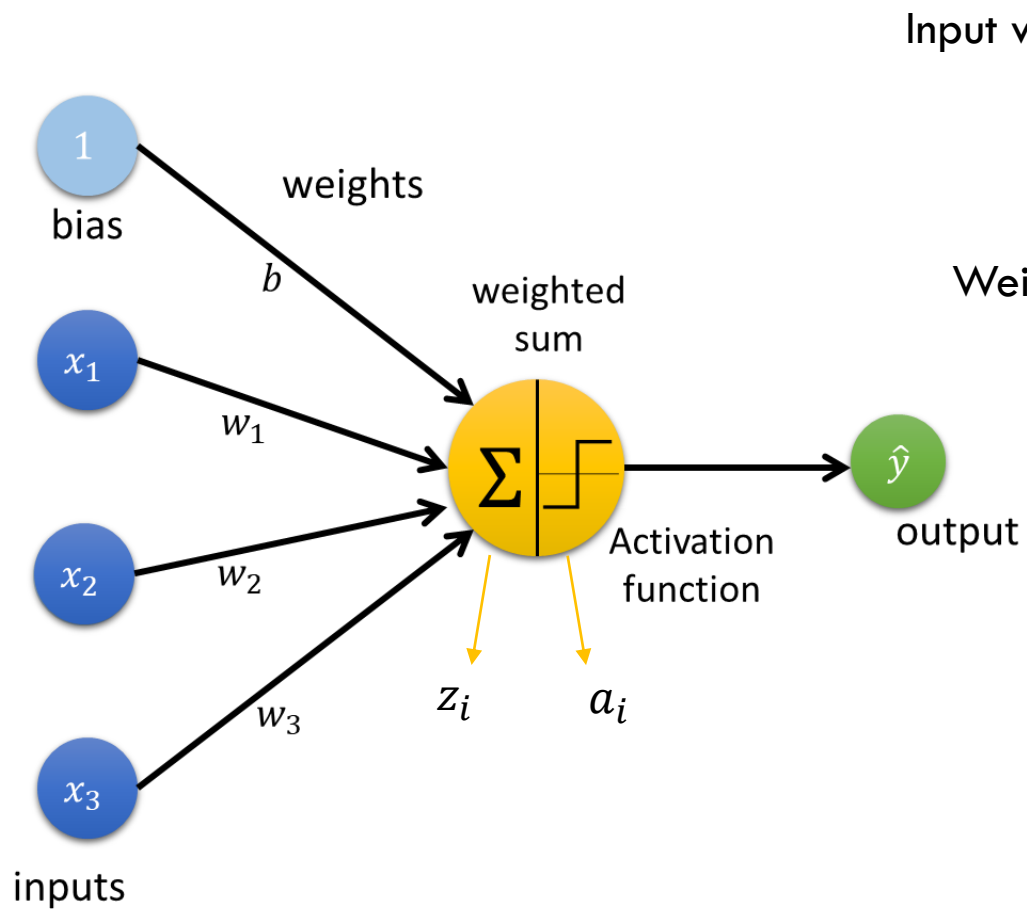 Input v
1
bias
weights
b
weighted
sum
Wei
x₁
w₁
Σ
ŷ
output
Activation
function
x₂
w₂
zᵢ
aᵢ
w₃
x₃
inputs